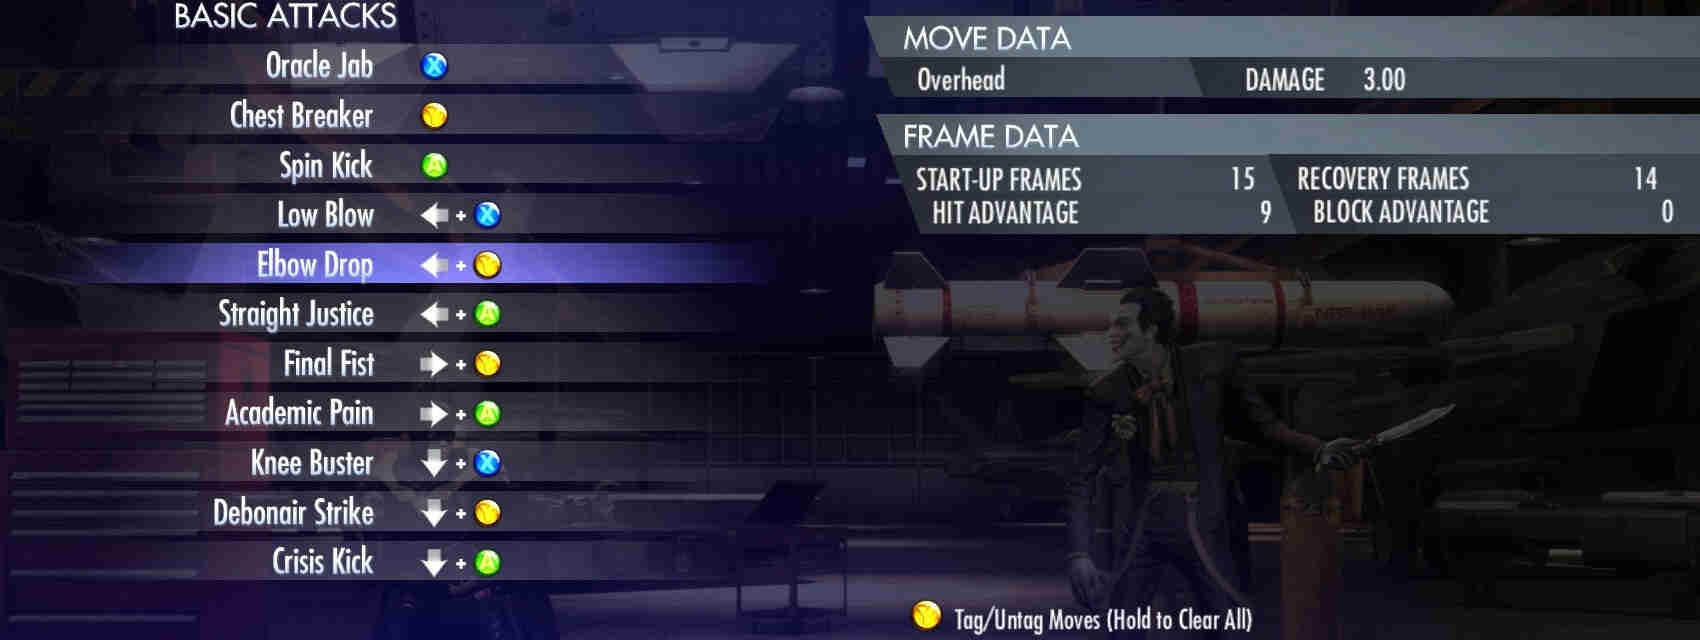 BASIC ATTACKS
Oracle Jab X
Chest Breaker Y
Spin Kick A
Low Blow + X
Elbow Drop + Y
Straight Justice + A
Final Fist + Y
Academic Pain + A
Knee Buster + X
Debonair Strike + Y
Crisis Kick + A
MOVE DATA
Overhead DAMAGE 3.00
FRAME DATA
START-UP FRAMES 15 RECOVERY FRAMES 14
HIT ADVANTAGE 9 BLOCK ADVANTAGE 0
Y Tag/Untag Moves (Hold to Clear All)